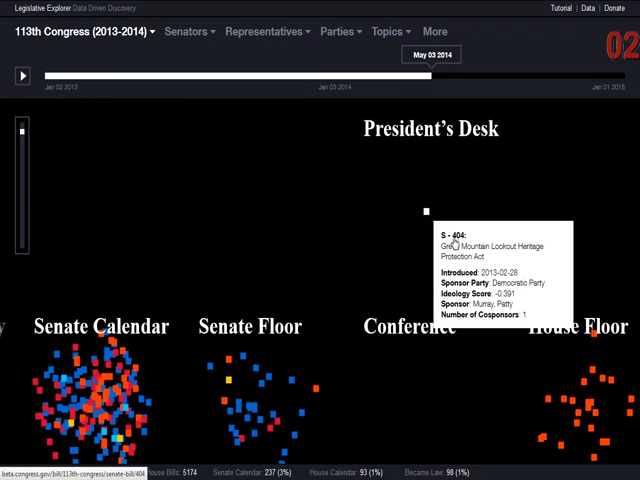 Legislative Explorer Data Driven Discovery
Tutorial | Data | Donate
113th Congress (2013-2014) Senators Representatives Parties Topics More
02
May 03 2014
Jan 02 2013 Jan 03 2014 Jan 01 2015
President's Desk
S - 404:
Mountain Lookout Heritage
Protection Act
Introduced: 2013-02-28
Sponsor Party: Democratic Party
Ideology Score: -0.391
Sponsor: Murray, Patty
Number of Cosponsors: 1
y Senate Calendar Senate Floor Conference House Floor
beta.congress.gov/bill/113th-congress/senate-bill/404 House Bills: 5174 Senate Calendar: 237 (3%) House Calendar: 93 (1%) Became Law: 98 (1%)